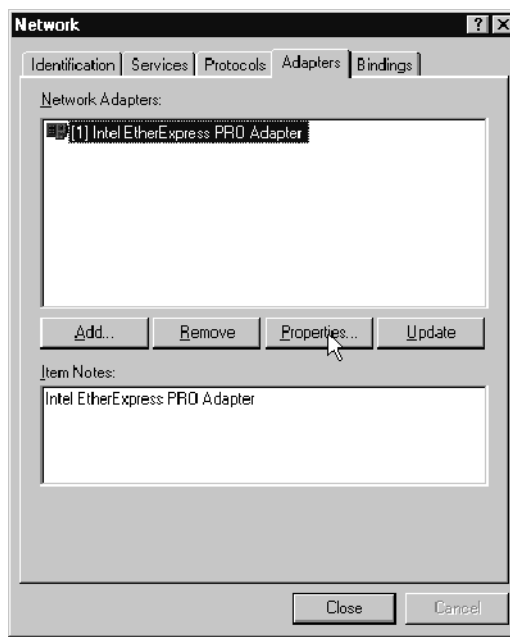 Network
Identification Services Protocols Adapters Bindings
Network Adapters:
[1] Intel EtherExpress PRO Adapter
Add... Remove Properties... Update
Item Notes:
Intel EtherExpress PRO Adapter
Close Cancel